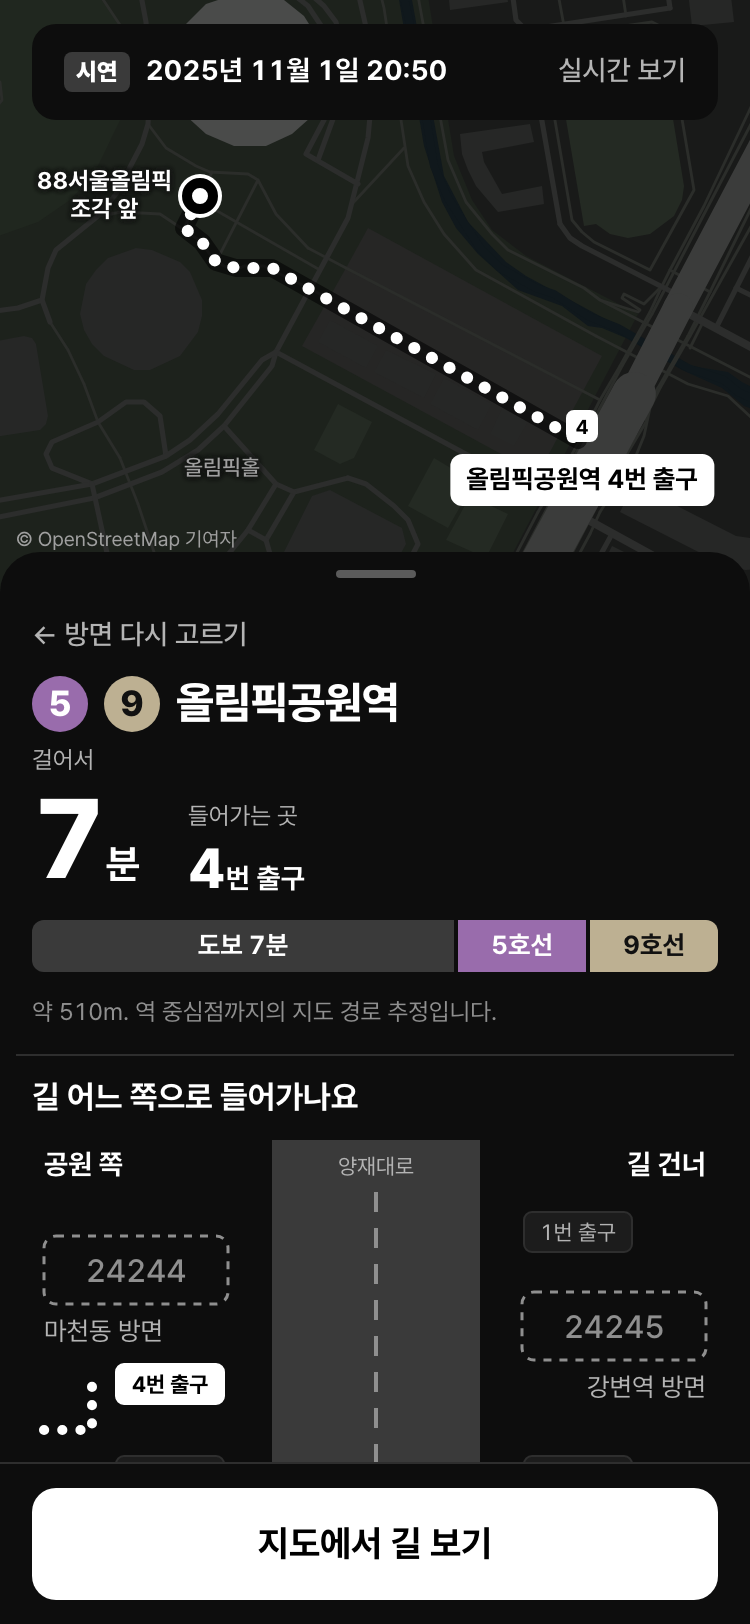 시연 2025년 11월 1일 20:50 실시간 보기
88서울올림픽
조각 앞
4
올림픽공원역 4번 출구
올림픽홀
© OpenStreetMap 기여자
← 방면 다시 고르기
5 9 올림픽공원역
걸어서
7분
들어가는 곳
4번 출구
도보 7분 5호선 9호선
약 510m. 역 중심점까지의 지도 경로 추정입니다.
길 어느 쪽으로 들어가나요
공원 쪽 양재대로 길 건너
1번 출구
24244
24245
마천동 방면
강변역 방면
4번 출구
지도에서 길 보기